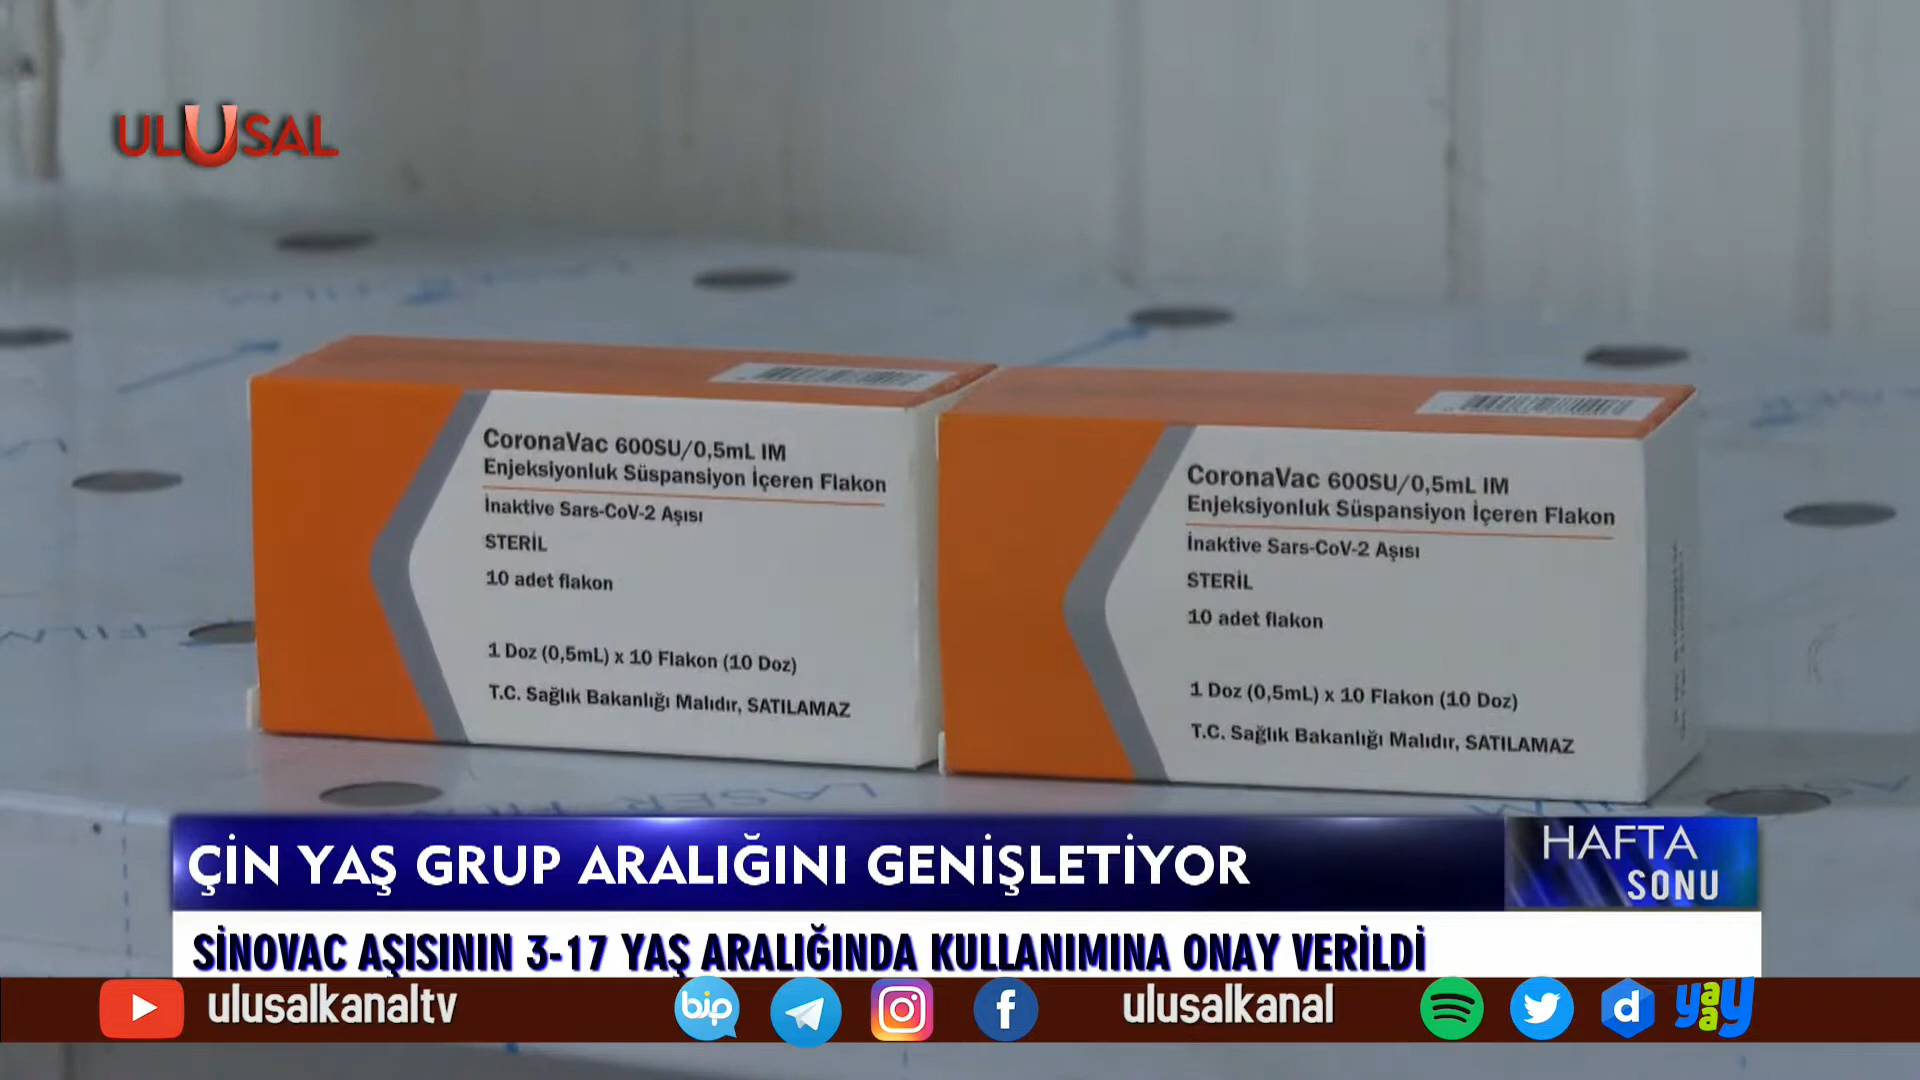 ULUSAL
CoronaVac 600SU/0,5mL IM
Enjeksiyonluk Süspansiyon İçeren Flakon
İnaktive Sars-CoV-2 Aşısı
STERİL
10 adet flakon
1 Doz (0,5mL) x 10 Flakon (10 Doz)
T.C. Sağlık Bakanlığı Malıdır, SATILAMAZ
CoronaVac 600SU/0,5mL IM
Enjeksiyonluk Süspansiyon İçeren Flakon
İnaktive Sars-CoV-2 Aşısı
STERİL
10 adet flakon
1 Doz (0,5mL) x 10 Flakon (10 Doz)
T.C. Sağlık Bakanlığı Malıdır, SATILAMAZ
ÇİN YAŞ GRUP ARALIĞINI GENİŞLETİYOR
HAFTA
SONU
SİNOVAC AŞISININ 3-17 YAŞ ARALIĞINDA KULLANIMINA ONAY VERİLDİ
ulusalkanaltv
bip
ulusalkanal
d
yaay